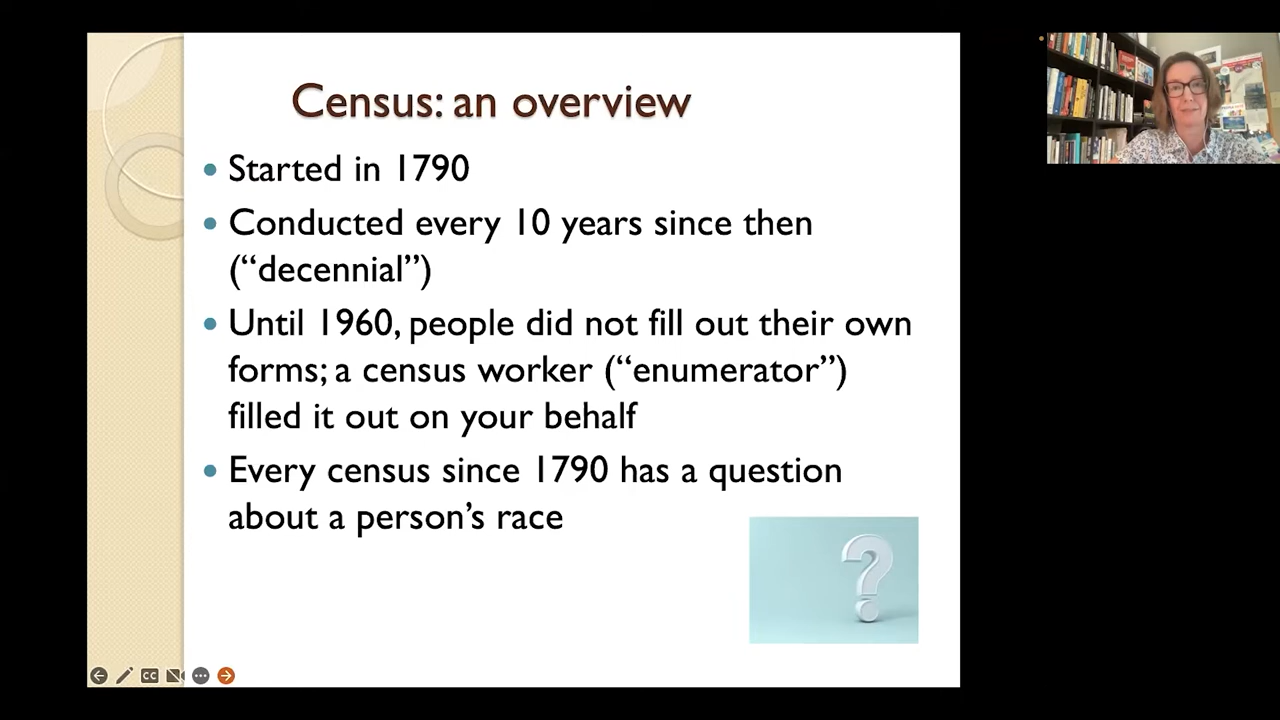 Census: an overview
• Started in 1790
• Conducted every 10 years since then
(“decennial”)
• Until 1960, people did not fill out their own
forms; a census worker (“enumerator”)
filled it out on your behalf
• Every census since 1790 has a question
about a person’s race
?
CC